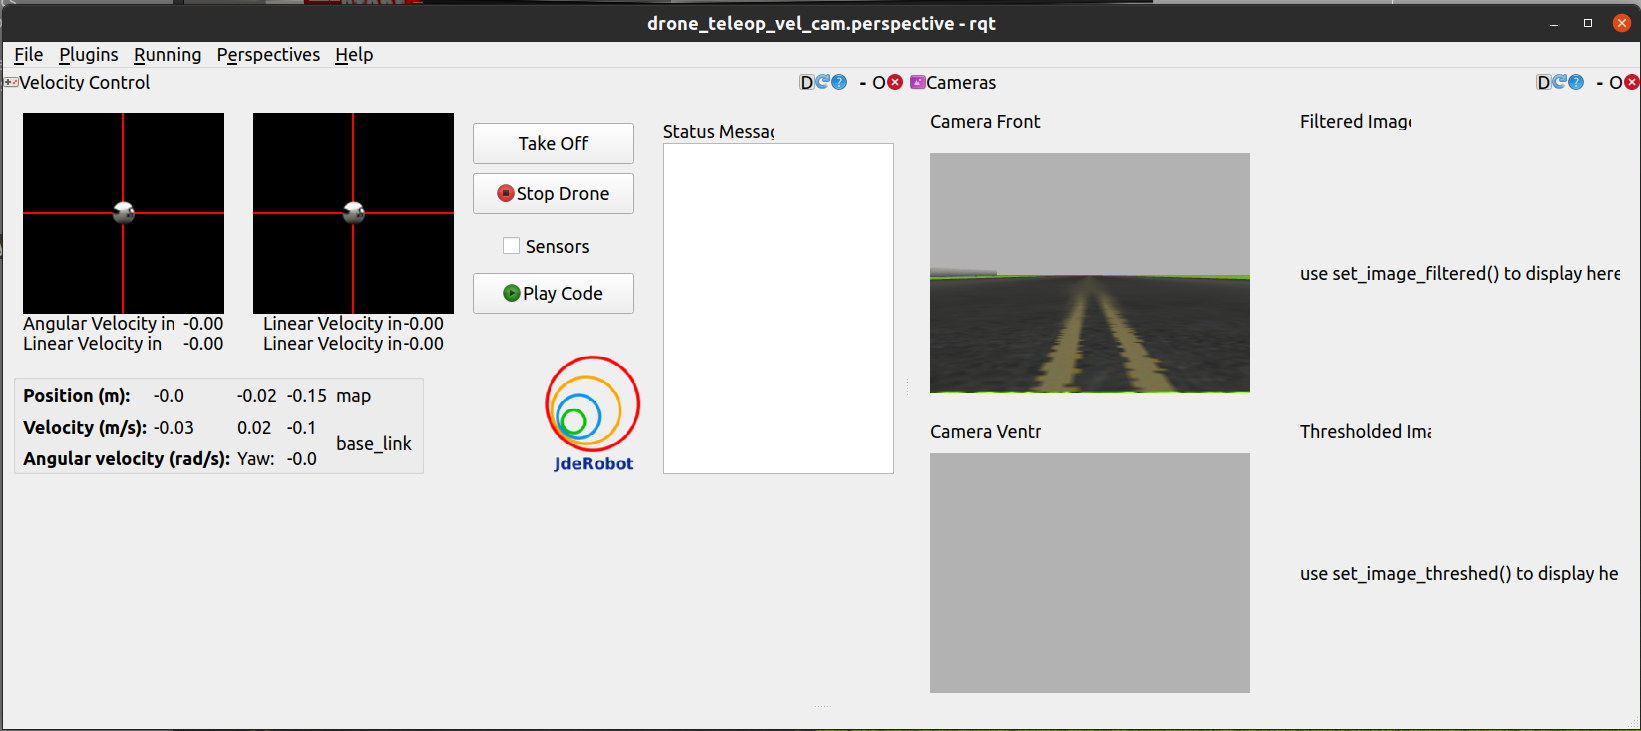 drone_teleop_vel_cam.perspective - rqt
File Plugins Running Perspectives Help
Velocity Control
D ? - O
Cameras
D ? - O
Take Off
Stop Drone
Sensors
Play Code
Angular Velocity in -0.00
Linear Velocity in -0.00
Linear Velocity in -0.00
Linear Velocity in -0.00
Position (m): -0.0 -0.02 -0.15 map
Velocity (m/s): -0.03 0.02 -0.1
base_link
Angular velocity (rad/s): Yaw: -0.0
JdeRobot
Status Messag
Camera Front
Filtered Image
use set_image_filtered() to display here
Camera Ventr
Thresholded Ima
use set_image_threshed() to display he